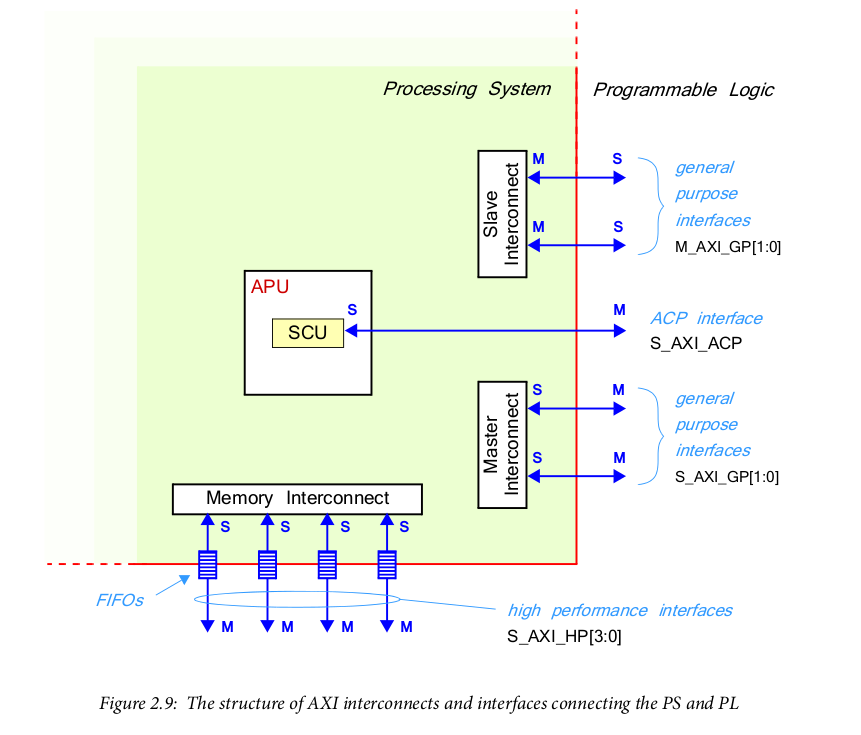 Processing System
Programmable Logic
M
S
general
purpose
interfaces
M_AXI_GP[1:0]
Slave
Interconnect
M
S
APU
SCU
S
M
ACP interface
S_AXI_ACP
Master
Interconnect
S
M
general
purpose
interfaces
S_AXI_GP[1:0]
S
M
Memory Interconnect
S
S
S
S
FIFOs
M
M
M
M
high performance interfaces
S_AXI_HP[3:0]
Figure 2.9: The structure of AXI interconnects and interfaces connecting the PS and PL